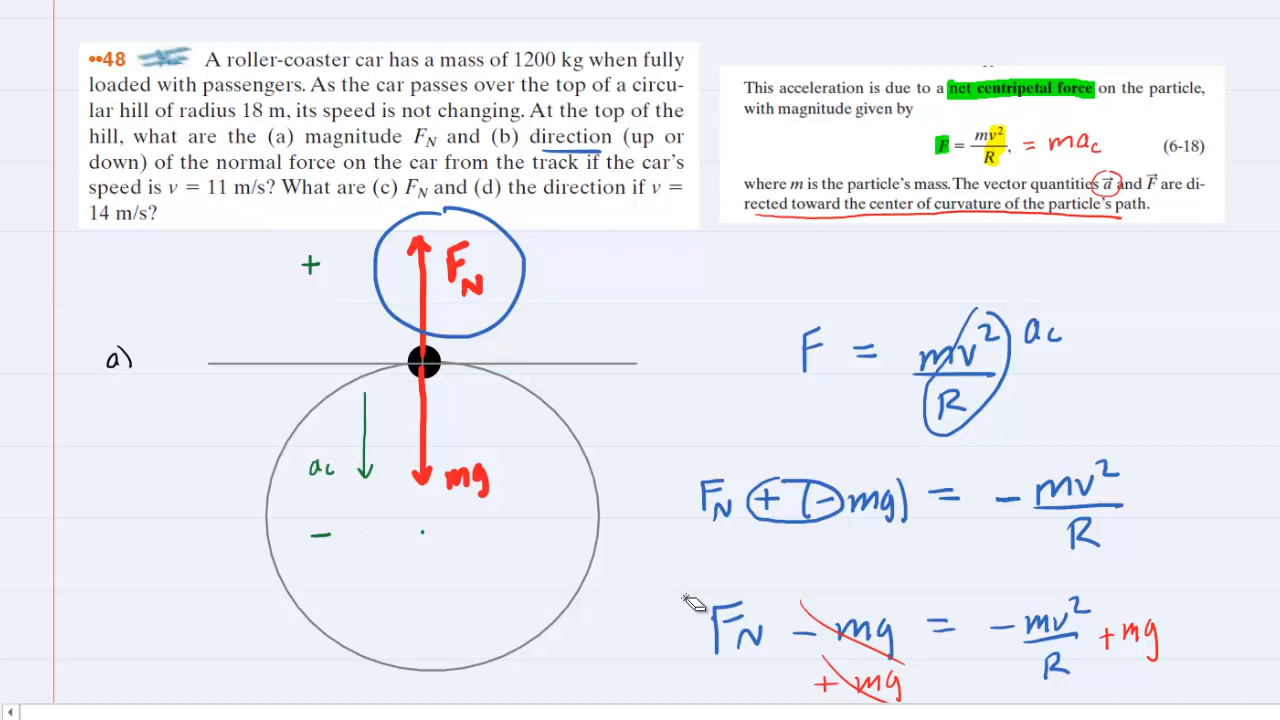 ••48 A roller-coaster car has a mass of 1200 kg when fully
loaded with passengers. As the car passes over the top of a circu-
lar hill of radius 18 m, its speed is not changing. At the top of the
hill, what are the (a) magnitude F_N and (b) direction (up or
down) of the normal force on the car from the track if the car's
speed is v = 11 m/s? What are (c) F_N and (d) the direction if v =
14 m/s?
This acceleration is due to a net centripetal force on the particle,
with magnitude given by
F = mv²/R, = ma_c (6-18)
where m is the particle's mass. The vector quantities a⃗ and F⃗ are di-
rected toward the center of curvature of the particle's path.
+
F_N
a)
a_c
mg
−
F = mv²/R a_c
F_N + (−mg) = − mv²/R
F_N − mg = − mv²/R + mg
+ mg